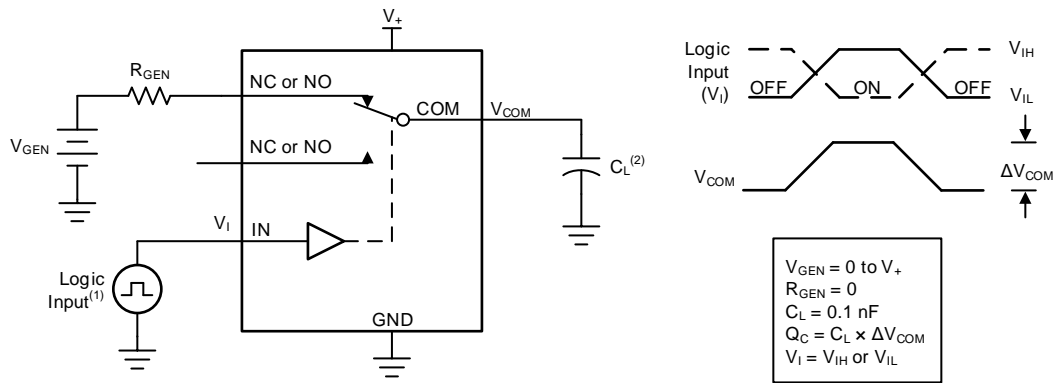 V+
RGEN
NC or NO
COM
VCOM
VGEN
NC or NO
CL(2)
VI
IN
Logic
Input(1)
GND
Logic
Input
(VI)
OFF
ON
OFF
VIH
VIL
VCOM
ΔVCOM
VGEN = 0 to V+
RGEN = 0
CL = 0.1 nF
QC = CL × ΔVCOM
VI = VIH or VIL